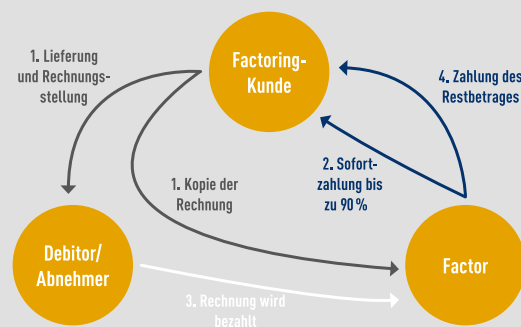 1. Lieferung
und Rechnungs-
stellung
Factoring-
Kunde
4. Zahlung des
Restbetrages
2. Sofort-
zahlung bis
zu 90 %
1. Kopie der
Rechnung
Debitor/
Abnehmer
Factor
3. Rechnung wird
bezahlt